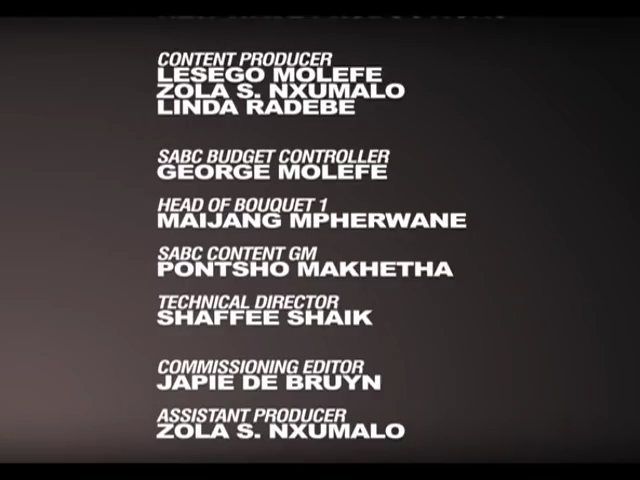 CONTENT PRODUCER
LESEGO MOLEFE
ZOLA S. NXUMALO
LINDA RADEBE
SABC BUDGET CONTROLLER
GEORGE MOLEFE
HEAD OF BOUQUET 1
MAIJANG MPHERWANE
SABC CONTENT GM
PONTSHO MAKHETHA
TECHNICAL DIRECTOR
SHAFFEE SHAIK
COMMISSIONING EDITOR
JAPIE DE BRUYN
ASSISTANT PRODUCER
ZOLA S. NXUMALO